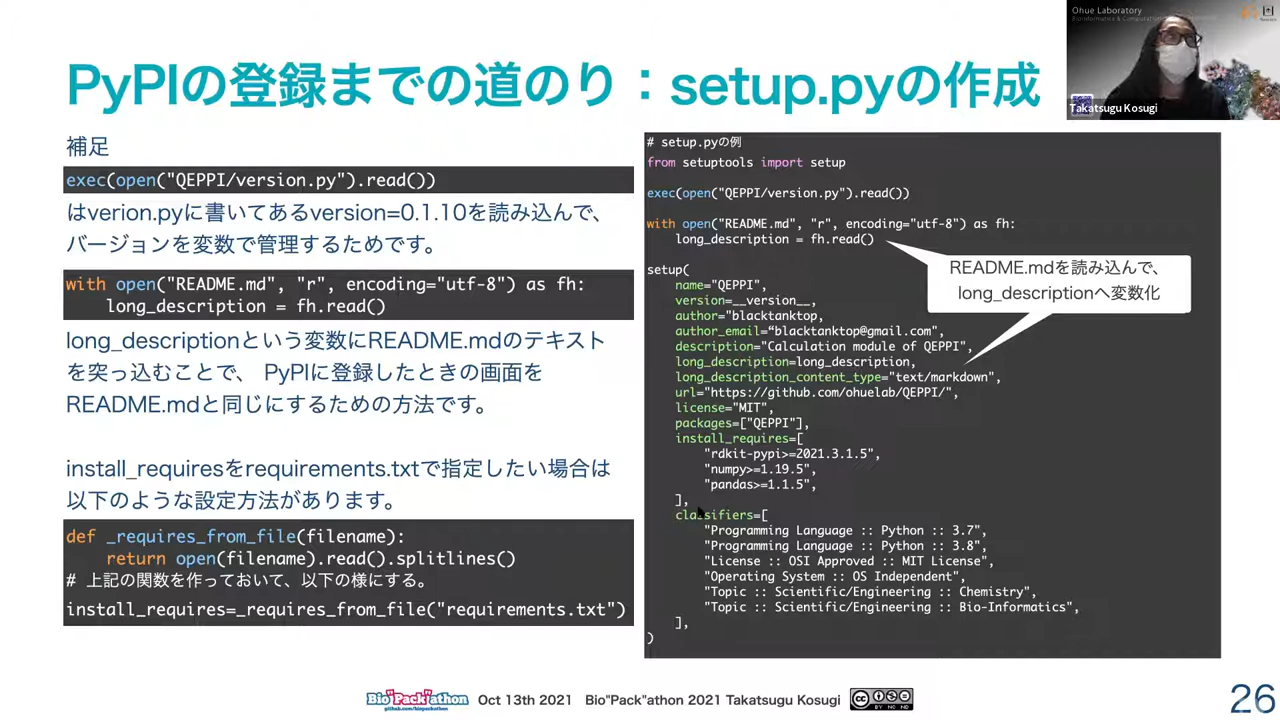 Ohue Laboratory
PyPIの登録までの道のり：setup.pyの作成
Takatsugu Kosugi
補足
exec(open("QEPPI/version.py").read())
はverion.pyに書いてあるversion=0.1.10を読み込んで、
バージョンを変数で管理するためです。
with open("README.md", "r", encoding="utf-8") as fh:
    long_description = fh.read()
long_descriptionという変数にREADME.mdのテキスト
を突っ込むことで、 PyPIに登録したときの画面を
README.mdと同じにするための方法です。
install_requiresをrequirements.txtで指定したい場合は
以下のような設定方法があります。
def _requires_from_file(filename):
    return open(filename).read().splitlines()
# 上記の関数を作っておいて、以下の様にする。
install_requires=_requires_from_file("requirements.txt")
# setup.pyの例
from setuptools import setup
exec(open("QEPPI/version.py").read())
with open("README.md", "r", encoding="utf-8") as fh:
    long_description = fh.read()
README.mdを読み込んで、
long_descriptionへ変数化
setup(
    name="QEPPI",
    version=__version__,
    author="blacktanktop,
    author_email=“blacktanktop@gmail.com",
    description="Calculation module of QEPPI",
    long_description=long_description,
    long_description_content_type="text/markdown",
    url="https://github.com/ohuelab/QEPPI/",
    license="MIT",
    packages=["QEPPI"],
    install_requires=[
        "rdkit-pypi>=2021.3.1.5",
        "numpy>=1.19.5",
        "pandas>=1.1.5",
    ],
    classifiers=[
        "Programming Language :: Python :: 3.7",
        "Programming Language :: Python :: 3.8",
        "License :: OSI Approved :: MIT License",
        "Operating System :: OS Independent",
        "Topic :: Scientific/Engineering :: Chemistry",
        "Topic :: Scientific/Engineering :: Bio-Informatics",
    ],
)
Bio"Pack"athon
github.com/biopackathon
Oct 13th 2021 Bio"Pack"athon 2021 Takatsugu Kosugi
cc
BY NC ND
26